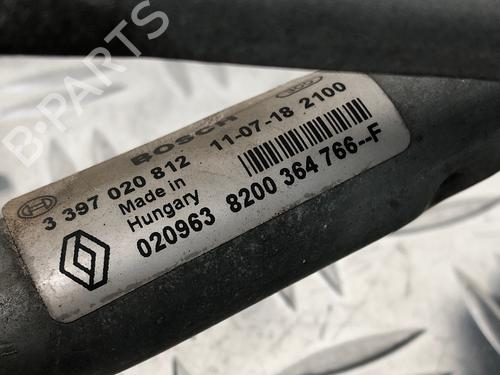 BOSCH
3 397 020 812 11-07-18 2100
Made in
Hungary
020963 8200 364 766--F
B-PARTS